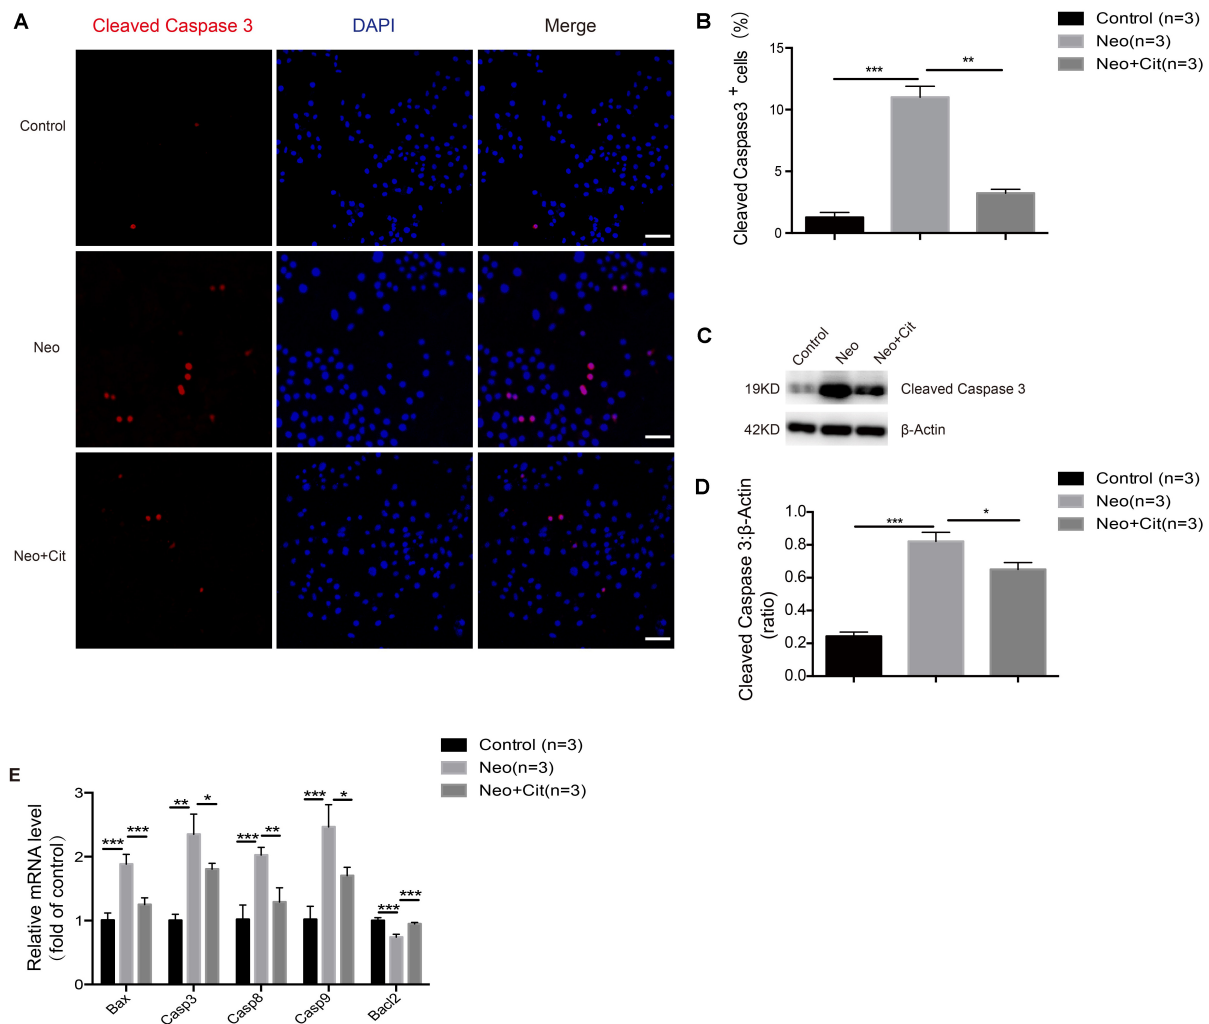 A
Cleaved Caspase 3
DAPI
Merge
Control
Neo
Neo+Cit
B
Control (n=3)
Neo(n=3)
Neo+Cit(n=3)
Cleaved Caspase3 + cells (%)
15
10
5
0
***
**
C
Control
Neo
Neo+Cit
19KD
Cleaved Caspase 3
42KD
β-Actin
D
Control (n=3)
Neo(n=3)
Neo+Cit(n=3)
Cleaved Caspase 3:β-Actin
(ratio)
1.0
0.8
0.6
0.4
0.2
0.0
***
*
E
Control (n=3)
Neo(n=3)
Neo+Cit(n=3)
Relative mRNA level
(fold of control)
3
2
1
0
*** ***
** *
*** **
*** *
*** ***
Bax
Casp3
Casp8
Casp9
Bacl2